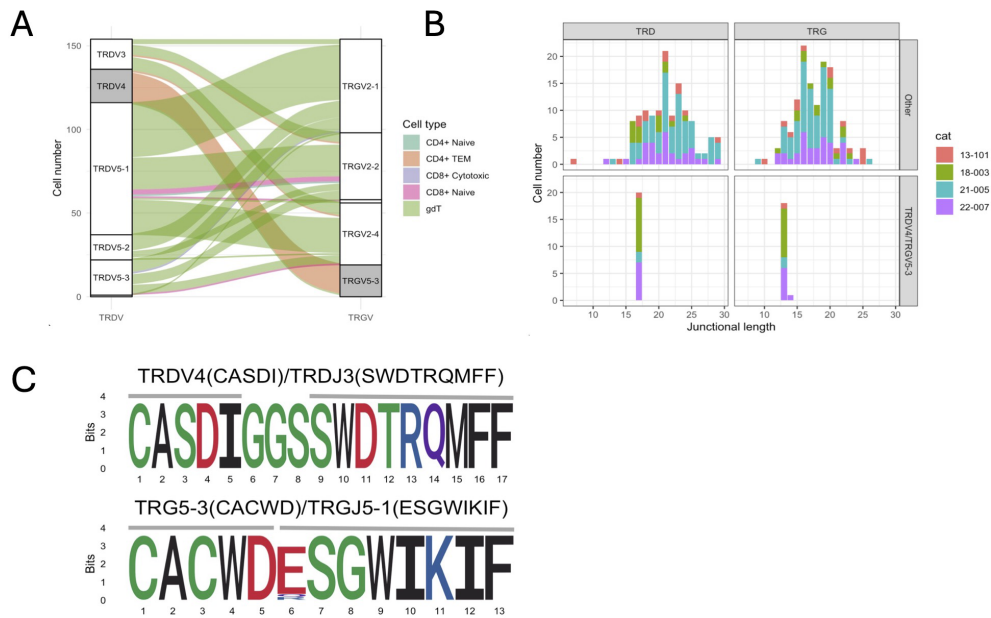 A
150
100
50
0
Cell number
TRDV3
TRDV4
TRDV5-1
TRDV5-2
TRDV5-3
TRGV2-1
TRGV2-2
TRGV2-4
TRGV5-3
TRDV
TRGV
Cell type
CD4+ Naive
CD4+ TEM
CD8+ Cytotoxic
CD8+ Naive
gdT
B
TRD
TRG
Other
TRDV4/TRGV5-3
Cell number
20
15
10
5
0
20
15
10
5
0
10 15 20 25 30 10 15 20 25 30
Junctional length
cat
13-101
18-003
21-005
22-007
C
TRDV4(CASDI)/TRDJ3(SWDTRQMFF)
Bits
4
3
2
1
0
CASDIGGSSWDTRQMFF
1 2 3 4 5 6 7 8 9 10 11 12 13 14 15 16 17
TRG5-3(CACWD)/TRGJ5-1(ESGWIKIF)
Bits
4
3
2
1
0
CACWDESGWIKIF
1 2 3 4 5 6 7 8 9 10 11 12 13